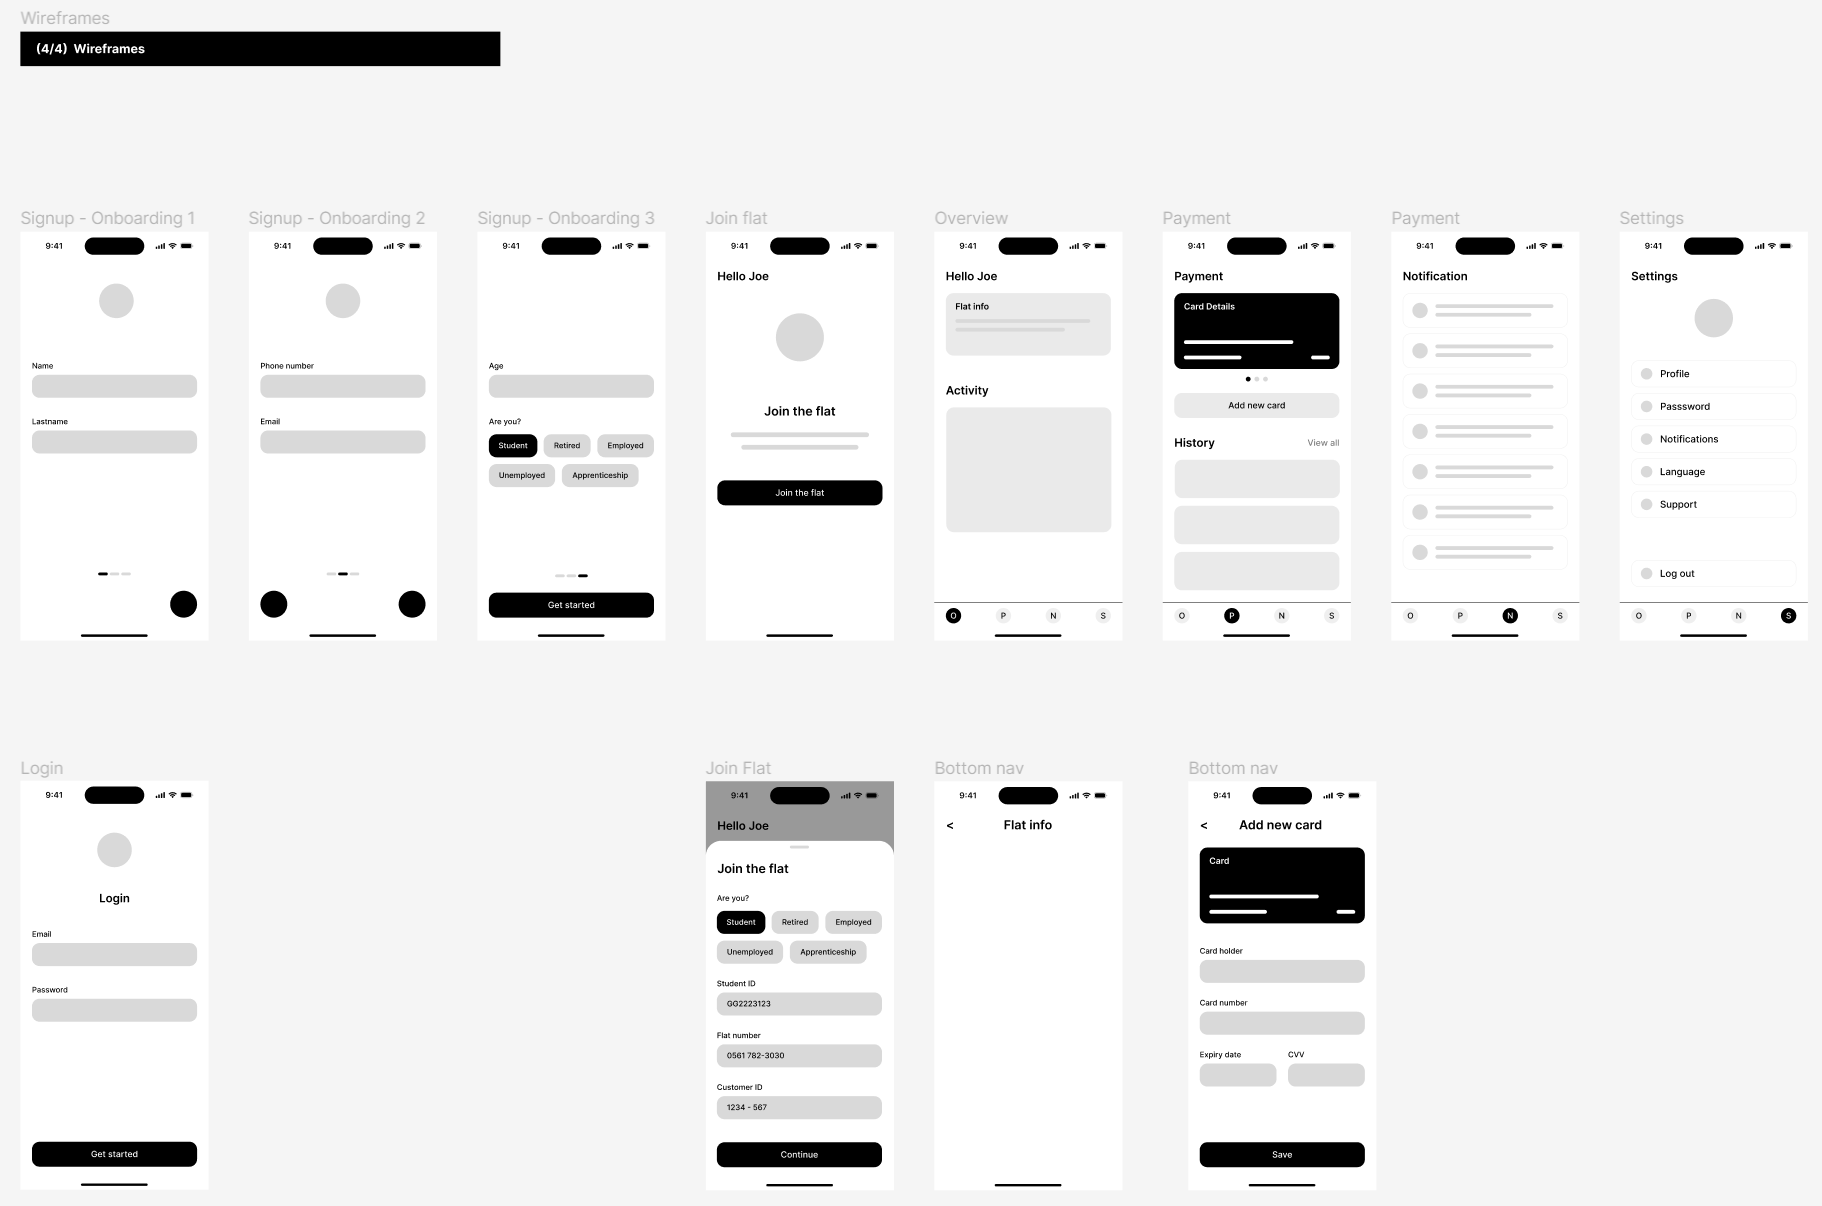 Wireframes
(4/4) Wireframes
Signup - Onboarding 1
9:41
Name
Lastname
Signup - Onboarding 2
9:41
Phone number
Email
Signup - Onboarding 3
9:41
Age
Are you?
Student Retired Employed
Unemployed Apprenticeship
Get started
Join flat
9:41
Hello Joe
Join the flat
Join the flat
Overview
9:41
Hello Joe
Flat info
Activity
O P N S
Payment
9:41
Payment
Card Details
Add new card
History View all
O P N S
Payment
9:41
Notification
O P N S
Settings
9:41
Settings
Profile
Passsword
Notifications
Language
Support
Log out
O P N S
Login
9:41
Login
Email
Password
Get started
Join Flat
9:41
Hello Joe
Join the flat
Are you?
Student Retired Employed
Unemployed Apprenticeship
Student ID
GG2223123
Flat number
0561 782-3030
Customer ID
1234 - 567
Continue
Bottom nav
9:41
< Flat info
Bottom nav
9:41
< Add new card
Card
Card holder
Card number
Expiry date CVV
Save